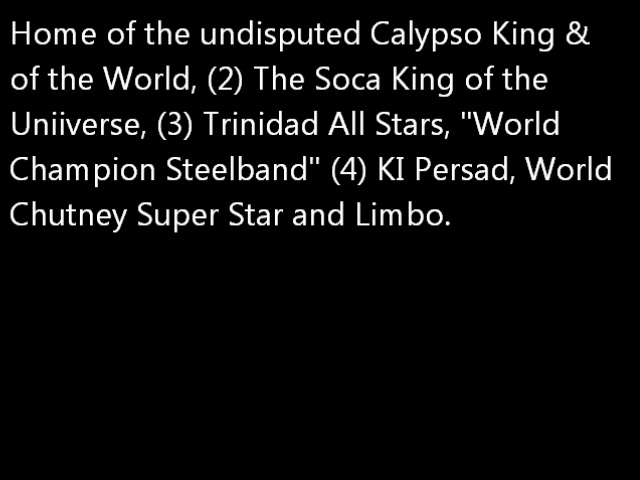 Home of the undisputed Calypso King &
of the World, (2) The Soca King of the
Uniiverse, (3) Trinidad All Stars, "World
Champion Steelband" (4) KI Persad, World
Chutney Super Star and Limbo.